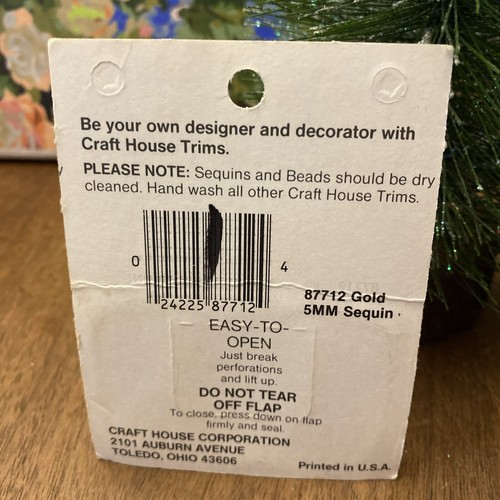 Be your own designer and decorator with
Craft House Trims.
PLEASE NOTE: Sequins and Beads should be dry
cleaned. Hand wash all other Craft House Trims.
0 24225 87712 4
87712 Gold
5MM Sequin
EASY-TO-
OPEN
Just break
perforations
and lift up.
DO NOT TEAR
OFF FLAP
To close, press down on flap
firmly and seal.
CRAFT HOUSE CORPORATION
2101 AUBURN AVENUE
TOLEDO, OHIO 43606
Printed in U.S.A.